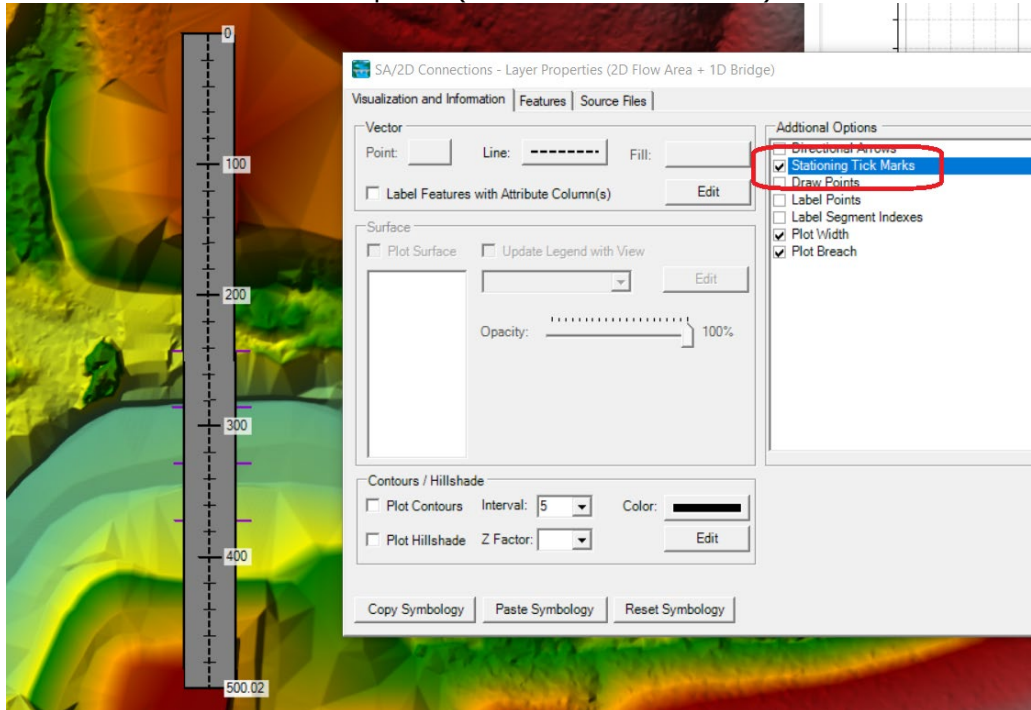 0
100
200
300
400
500.02
SA/2D Connections - Layer Properties (2D Flow Area + 1D Bridge)
Visualization and Information
Features
Source Files
Vector
Point:
Line:
Fill:
Label Features with Attribute Column(s)
Edit
Surface
Plot Surface
Update Legend with View
Edit
Opacity:
100%
Contours / Hillshade
Plot Contours
Interval:
5
Color:
Plot Hillshade
Z Factor:
Edit
Copy Symbology
Paste Symbology
Reset Symbology
Addtional Options
Directional Arrows
Stationing Tick Marks
Draw Points
Label Points
Label Segment Indexes
Plot Width
Plot Breach